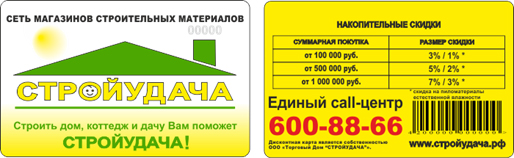 СЕТЬ МАГАЗИНОВ СТРОИТЕЛЬНЫХ МАТЕРИАЛОВ
00000
СТРОЙУДАЧА
Строить дом, коттедж и дачу Вам поможет
СТРОЙУДАЧА!
НАКОПИТЕЛЬНЫЕ СКИДКИ
СУММАРНАЯ ПОКУПКА РАЗМЕР СКИДКИ
от 100 000 руб. 3% / 1% *
от 500 000 руб. 5% / 2% *
от 1 000 000 руб. 7% / 3% *
* скидка на пиломатериалы
естественной влажности
Единый call-центр
600-88-66
Дисконтная карта является собственностью
ООО «Торговый Дом "СТРОЙУДАЧА"».
www.стройудача.рф